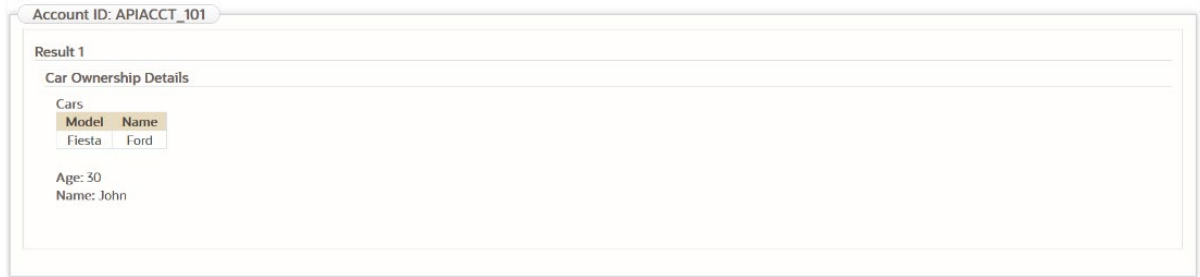 Account ID: APIACCT_101
Result 1
Car Ownership Details
Cars
Model Name
Fiesta Ford
Age: 30
Name: John